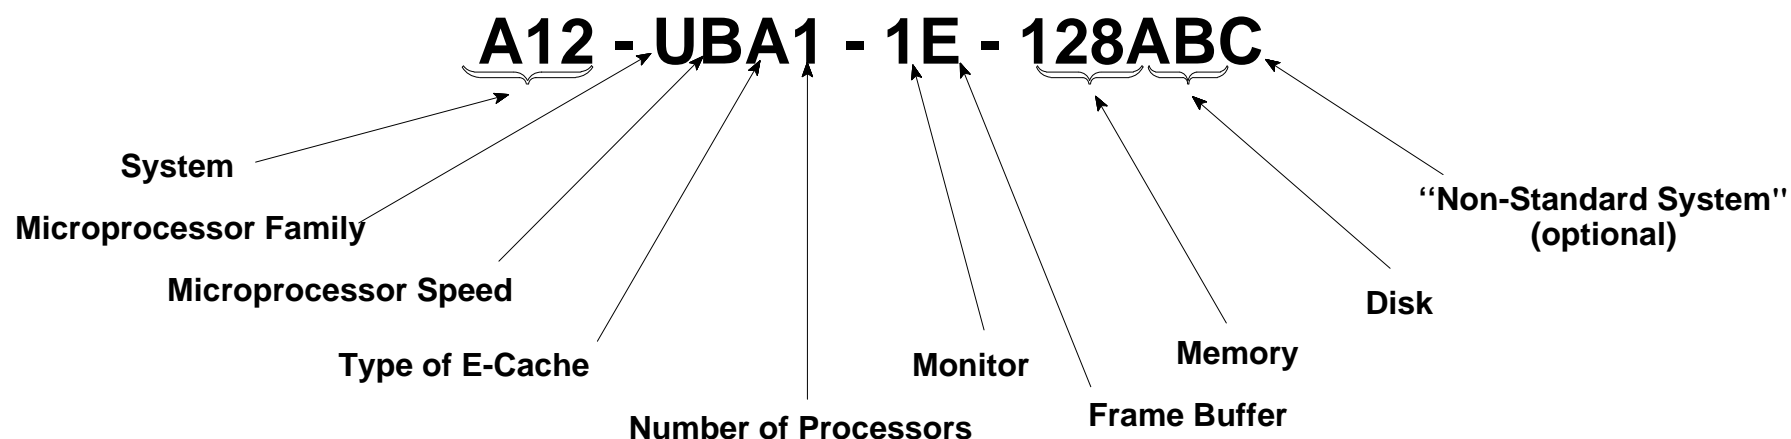 A12 - UBA1 - 1E - 128ABC
System
Microprocessor Family
Microprocessor Speed
Type of E-Cache
Number of Processors
Monitor
Frame Buffer
Memory
Disk
“Non-Standard System"
(optional)